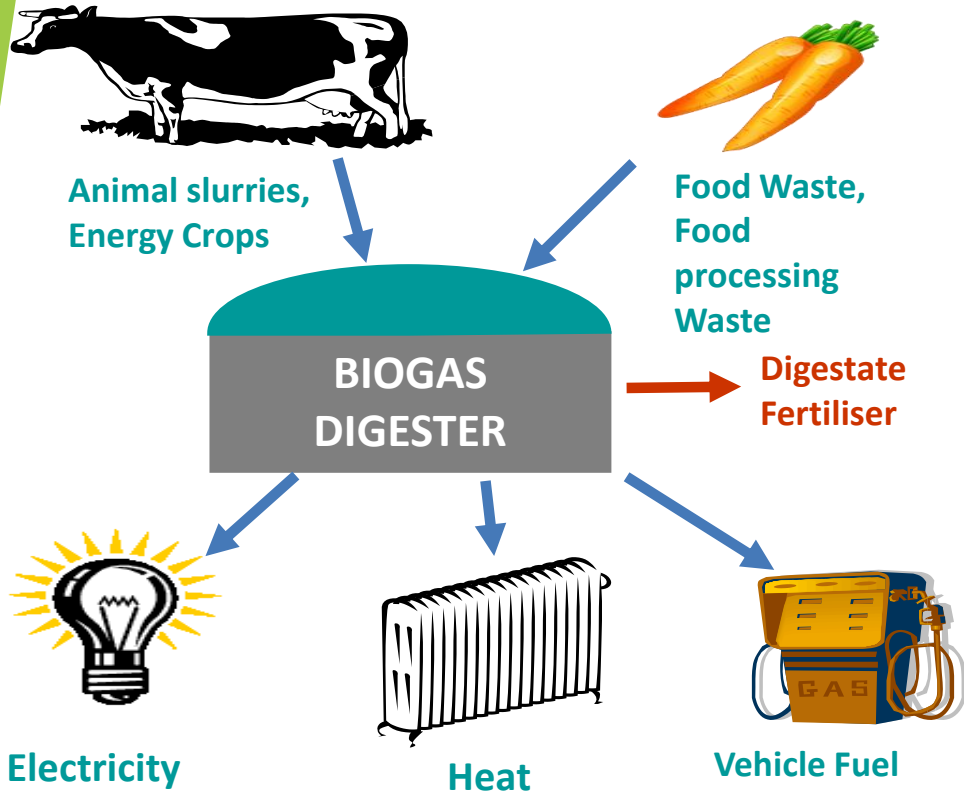 Animal slurries,
Energy Crops
Food Waste,
Food
processing
Waste
BIOGAS
DIGESTER
Digestate
Fertiliser
GAS
Electricity
Heat
Vehicle Fuel